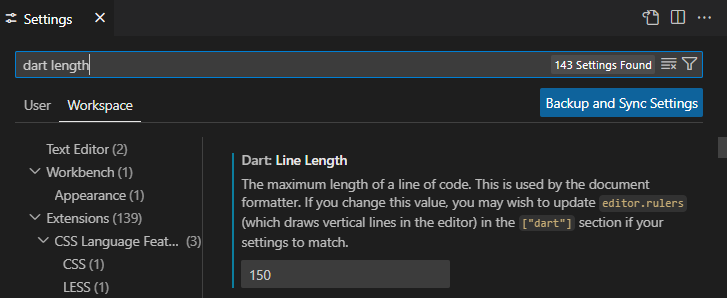 Settings
dart length
143 Settings Found
User Workspace
Backup and Sync Settings
Text Editor (2)
Workbench (1)
Appearance (1)
Extensions (139)
CSS Language Feat... (3)
CSS (1)
LESS (1)
Dart: Line Length
The maximum length of a line of code. This is used by the document
formatter. If you change this value, you may wish to update editor.rulers
(which draws vertical lines in the editor) in the ["dart"] section if your
settings to match.
150